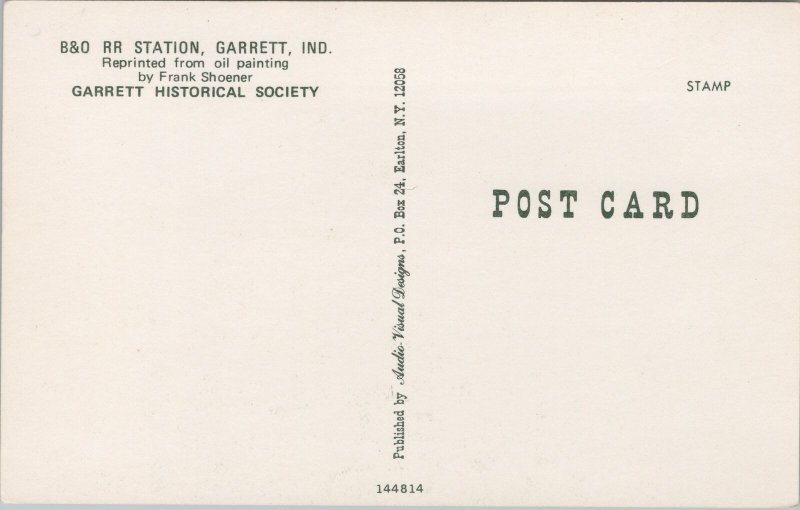 B&O RR STATION, GARRETT, IND.
Reprinted from oil painting
by Frank Shoener
GARRETT HISTORICAL SOCIETY
Published by Audio-Visual Designs, P.O. Box 24, Earlton, N.Y. 12058
STAMP
POST CARD
144814